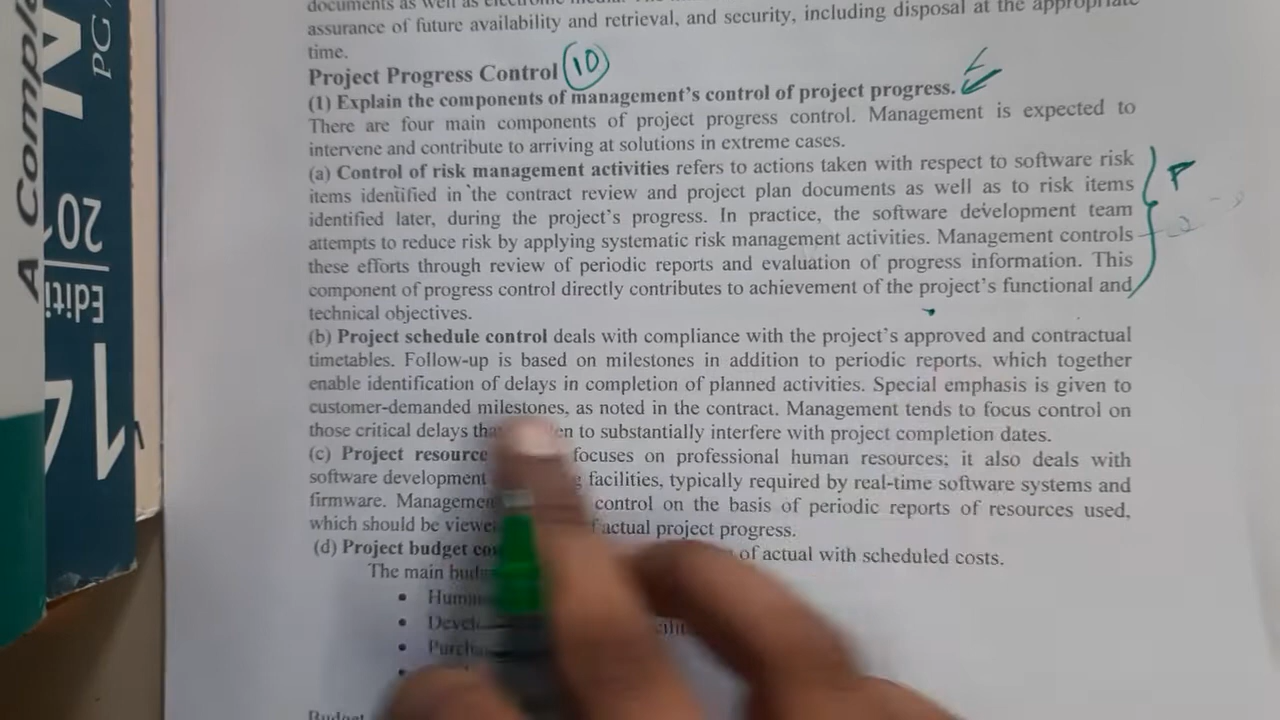 A Comple
PG
N
20
Editi
14
assurance of future availability and retrieval, and security, including disposal at the appropriate
time.
Project Progress Control 10
(1) Explain the components of management's control of project progress.
There are four main components of project progress control. Management is expected to
intervene and contribute to arriving at solutions in extreme cases.
(a) Control of risk management activities refers to actions taken with respect to software risk
items identified in the contract review and project plan documents as well as to risk items
identified later, during the project's progress. In practice, the software development team
attempts to reduce risk by applying systematic risk management activities. Management controls
these efforts through review of periodic reports and evaluation of progress information. This
component of progress control directly contributes to achievement of the project's functional and
technical objectives.
(b) Project schedule control deals with compliance with the project's approved and contractual
timetables. Follow-up is based on milestones in addition to periodic reports, which together
enable identification of delays in completion of planned activities. Special emphasis is given to
customer-demanded milestones, as noted in the contract. Management tends to focus control on
those critical delays to substantially interfere with project completion dates.
(c) Project resource focuses on professional human resources; it also deals with
software development facilities, typically required by real-time software systems and
firmware. control on the basis of periodic reports of resources used,
which should be actual project progress.
(d) Project budget of actual with scheduled costs.
The main